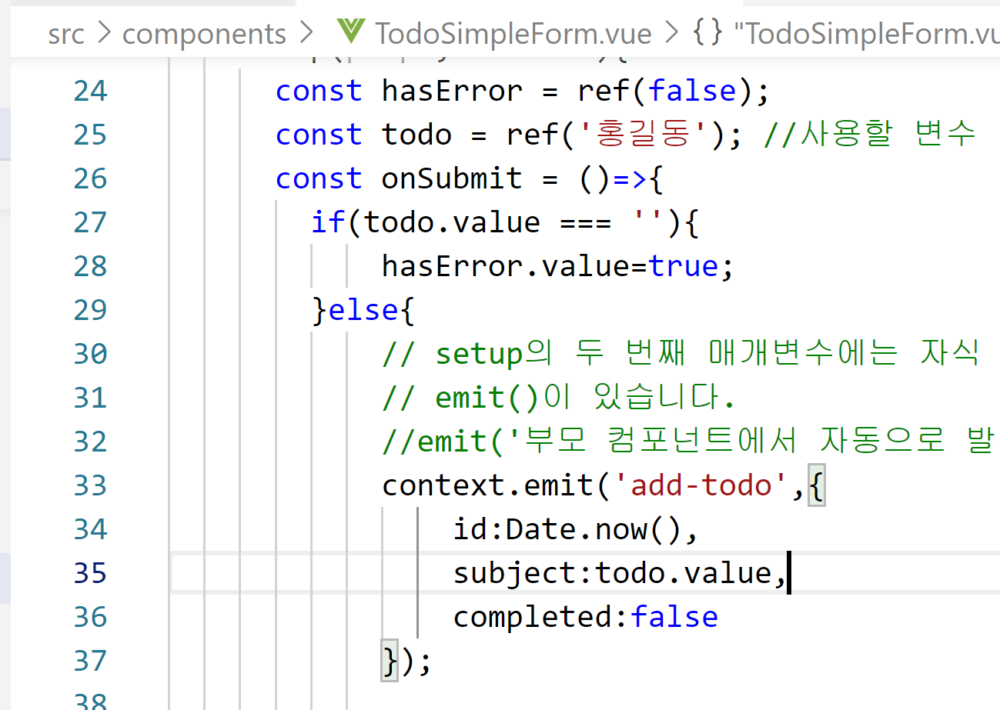 src > components > TodoSimpleForm.vue > {} "TodoSimpleForm.vu
24 const hasError = ref(false);
25 const todo = ref('홍길동'); //사용할 변수
26 const onSubmit = ()=>{
27 if(todo.value === ''){
28 hasError.value=true;
29 }else{
30 // setup의 두 번째 매개변수에는 자식
31 // emit()이 있습니다.
32 //emit('부모 컴포넌트에서 자동으로 발
33 context.emit('add-todo',{
34 id:Date.now(),
35 subject:todo.value,
36 completed:false
37 });
38